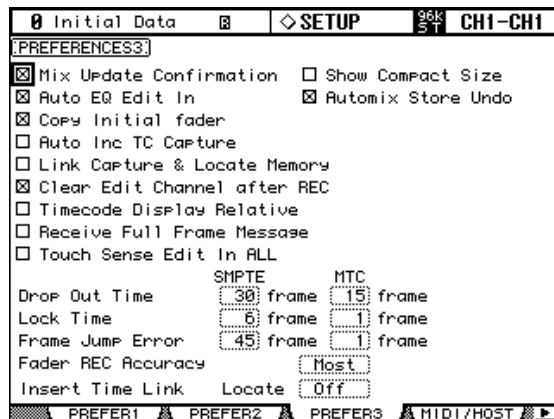 0 Initial Data R ◇SETUP 96k ST CH1-CH1
PREFERENCES3
Mix Update Confirmation Show Compact Size
Auto EQ Edit In Automix Store Undo
Copy Initial fader
Auto Inc TC Capture
Link Capture & Locate Memory
Clear Edit Channel after REC
Timecode Display Relative
Receive Full Frame Message
Touch Sense Edit In ALL
SMPTE MTC
Drop Out Time 30 frame 15 frame
Lock Time 6 frame 1 frame
Frame Jump Error 45 frame 1 frame
Fader REC Accuracy Most
Insert Time Link Locate Off
PREFER1 PREFER2 PREFER3 MIDI/HOST